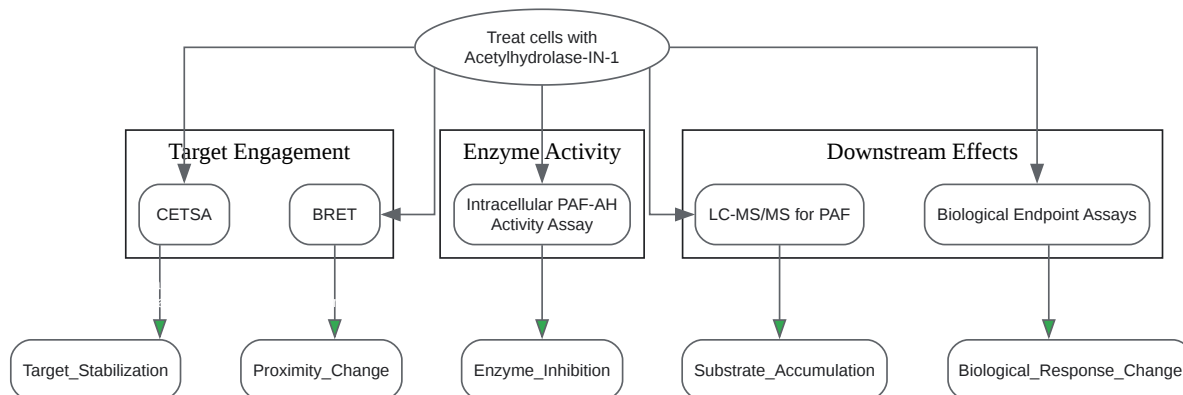 Treat cells with
Acetylhydrolase-IN-1
Target Engagement
Enzyme Activity
Downstream Effects
CETSA
BRET
Intracellular PAF-AH
Activity Assay
LC-MS/MS for PAF
Biological Endpoint Assays
Target_Stabilization
Proximity_Change
Enzyme_Inhibition
Substrate_Accumulation
Biological_Response_Change